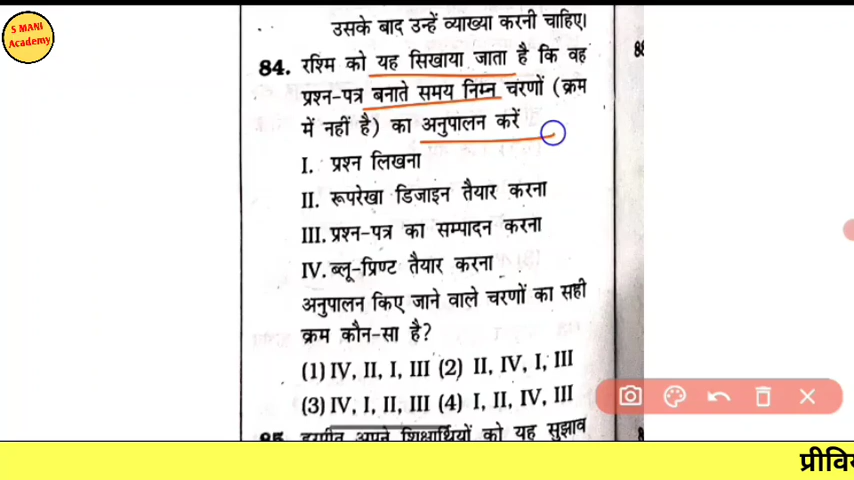 S MANI
Academy
उसके बाद उन्हें व्याख्या करनी चाहिए।
84. रश्मि को यह सिखाया जाता है कि वह
प्रश्न-पत्र बनाते समय निम्न चरणों (क्रम
में नहीं है) का अनुपालन करें
I. प्रश्न लिखना
II. रूपरेखा डिजाइन तैयार करना
III. प्रश्न-पत्र का सम्पादन करना
IV. ब्लू-प्रिण्ट तैयार करना
अनुपालन किए जाने वाले चरणों का सही
क्रम कौन-सा है?
(1) IV, II, I, III (2) II, IV, I, III
(3) IV, I, II, III (4) I, II, IV, III
85. अपने शिक्षार्थियों को यह सुझाव